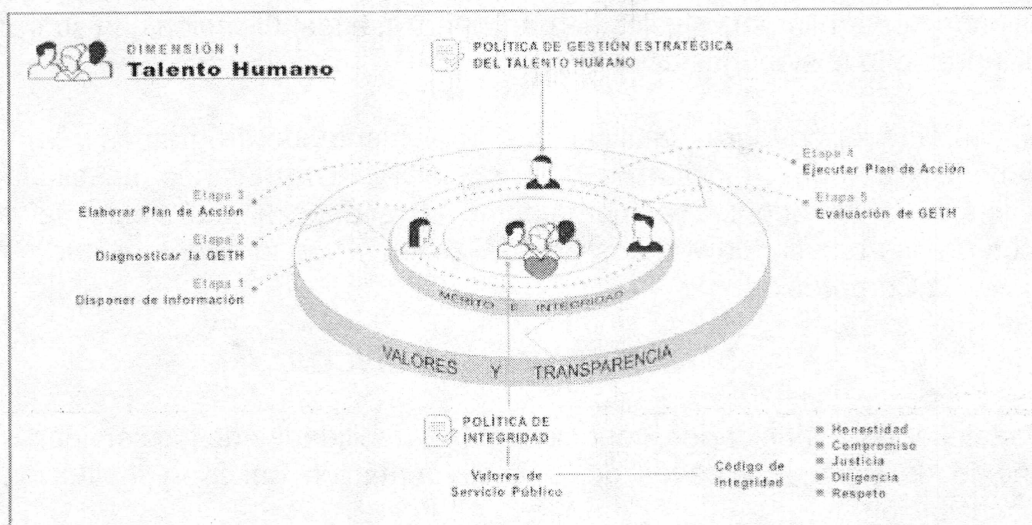 DIMENSIÓN 1
Talento Humano
POLÍTICA DE GESTIÓN ESTRATÉGICA
DEL TALENTO HUMANO
Etapa 3
Elaborar Plan de Acción
Etapa 2
Diagnosticar la GETH
Etapa 1
Disponer de Información
Etapa 4
Ejecutar Plan de Acción
Etapa 5
Evaluación de GETH
MÉRITO E INTEGRIDAD
VALORES Y TRANSPARENCIA
POLÍTICA DE
INTEGRIDAD
Valores de
Servicio Público
Código de
Integridad
Honestidad
Compromiso
Justicia
Diligencia
Respeto